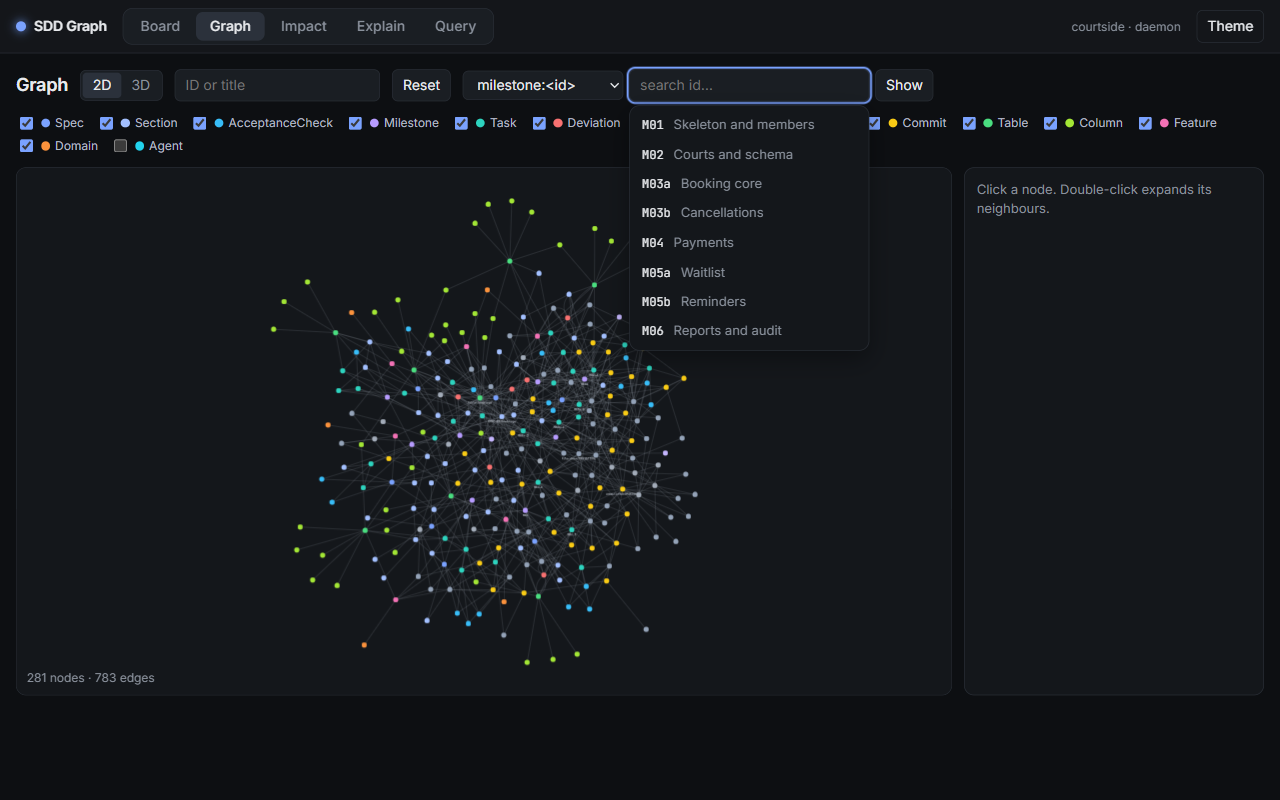 SDD Graph
Board
Graph
Impact
Explain
Query
courtside · daemon
Theme
Graph
2D
3D
ID or title
Reset
milestone:<id>
search id...
Show
Spec
Section
AcceptanceCheck
Milestone
Task
Deviation
Commit
Table
Column
Feature
Domain
Agent
M01 Skeleton and members
M02 Courts and schema
M03a Booking core
M03b Cancellations
M04 Payments
M05a Waitlist
M05b Reminders
M06 Reports and audit
Click a node. Double-click expands its
neighbours.
281 nodes · 783 edges